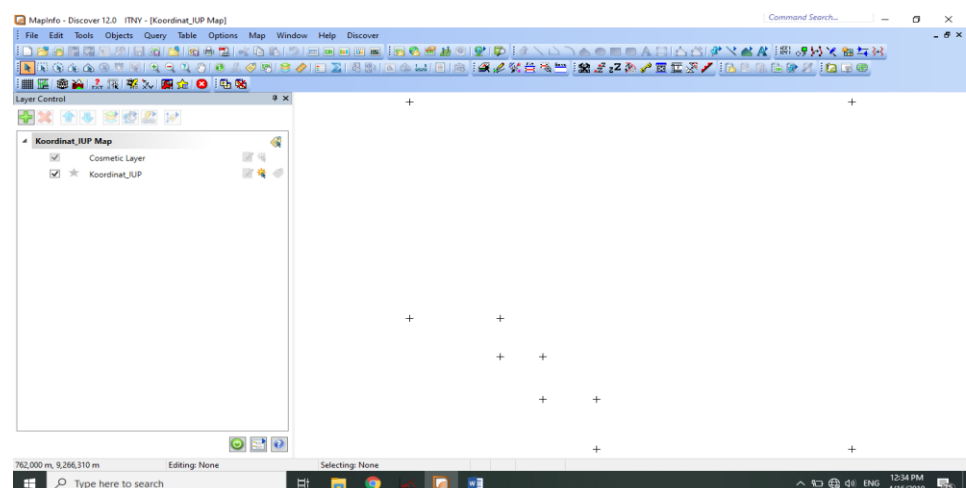 MapInfo - Discover 12.0 ITNY - [Koordinat_IUP Map]
Command Search...
File Edit Tools Objects Query Table Options Map Window Help Discover
Layer Control
Koordinat_IUP Map
Cosmetic Layer
Koordinat_IUP
762,000 m, 9,266,310 m Editing: None Selecting: None
Type here to search
ENG
12:34 PM